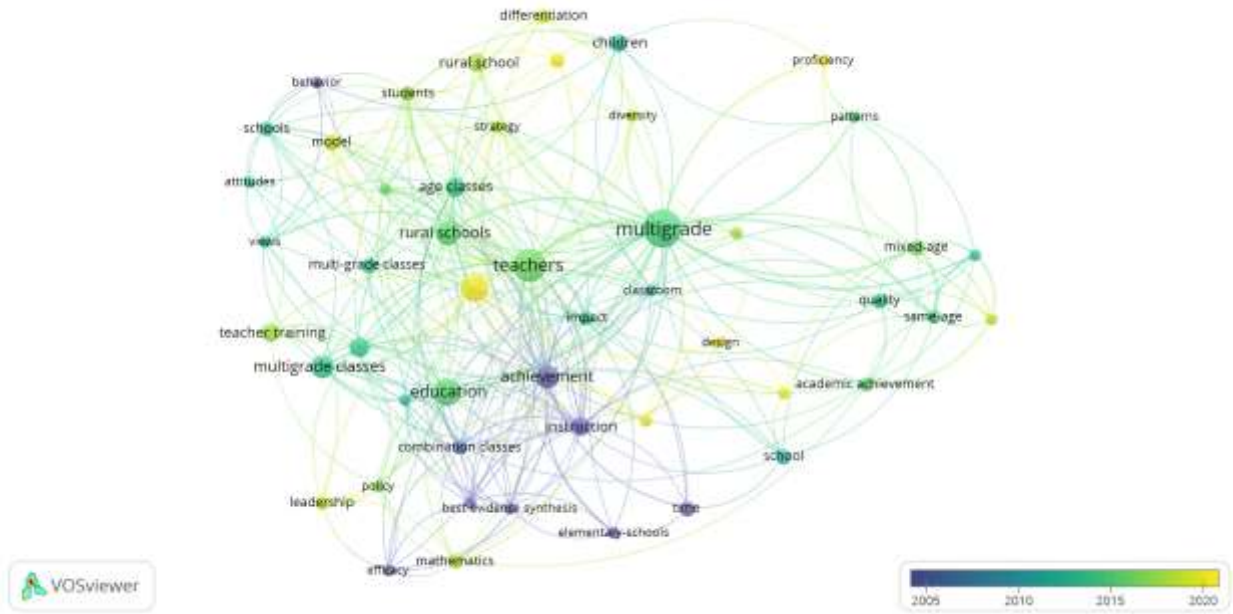 differentiation
children
rural school
proficiency
behavior
students
schools
strategy
diversity
patterns
model
attitudes
age classes
multigrade
rural schools
views
mixed-age
multi-grade classes
teachers
classroom
quality
impact
same-age
teacher training
design
multigrade classes
achievement
academic achievement
education
instruction
combination classes
school
policy
leadership
best evidence synthesis
time
elementary-schools
mathematics
efficacy
VOSviewer
2005 2010 2015 2020